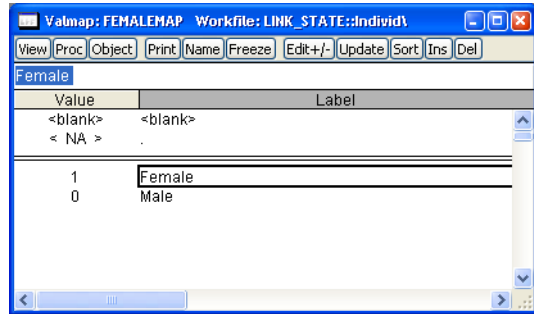 Valmap: FEMALEMAP Workfile: LINK_STATE::Individ\
View Proc Object Print Name Freeze Edit+/- Update Sort Ins Del
Female
Value Label
<blank> <blank>
< NA > .
1 Female
0 Male